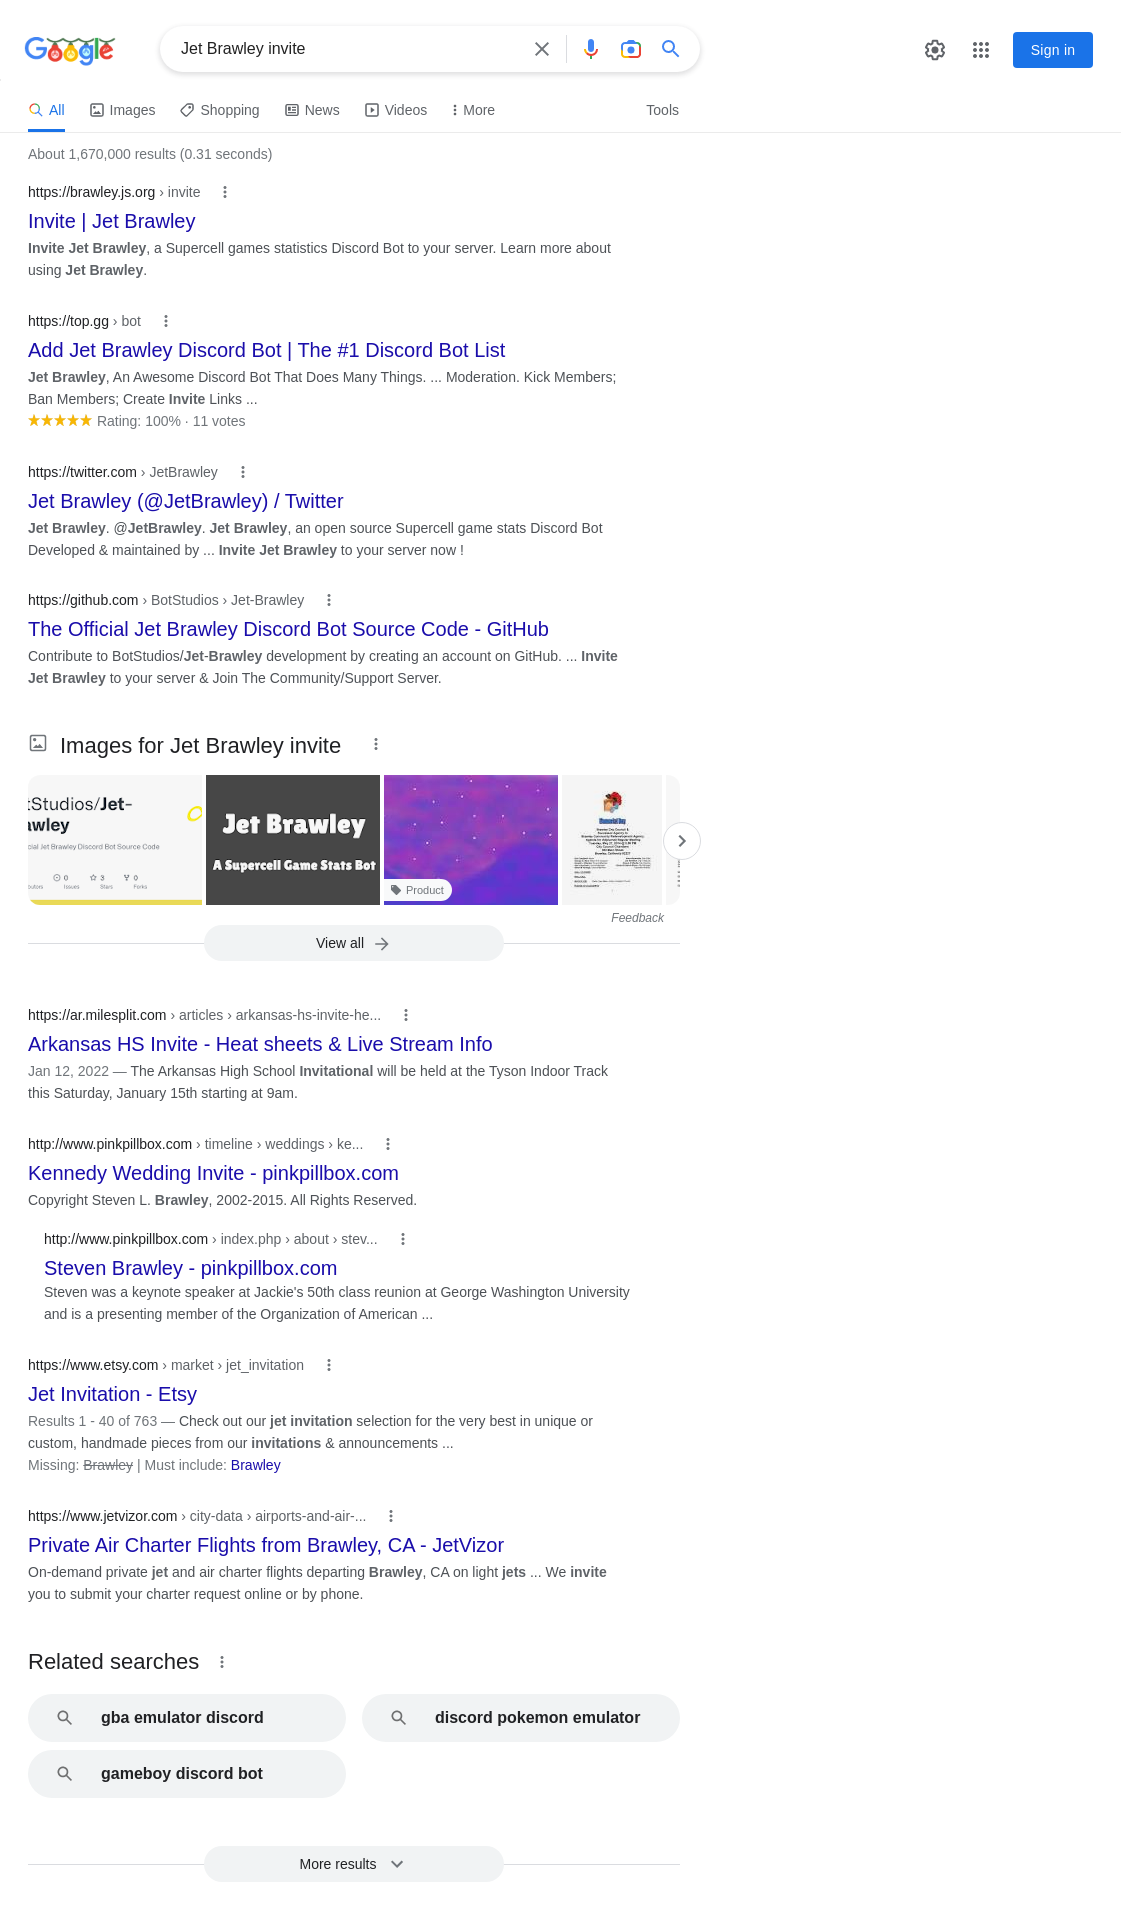 Google
Jet Brawley invite
Sign in
All Images Shopping News Videos More Tools
About 1,670,000 results (0.31 seconds)
https://brawley.js.org › invite
Invite | Jet Brawley
Invite Jet Brawley, a Supercell games statistics Discord Bot to your server. Learn more about
using Jet Brawley.
https://top.gg › bot
Add Jet Brawley Discord Bot | The #1 Discord Bot List
Jet Brawley, An Awesome Discord Bot That Does Many Things. ... Moderation. Kick Members;
Ban Members; Create Invite Links ...
Rating: 100% · 11 votes
https://twitter.com › JetBrawley
Jet Brawley (@JetBrawley) / Twitter
Jet Brawley. @JetBrawley. Jet Brawley, an open source Supercell game stats Discord Bot
Developed & maintained by ... Invite Jet Brawley to your server now !
https://github.com › BotStudios › Jet-Brawley
The Official Jet Brawley Discord Bot Source Code - GitHub
Contribute to BotStudios/Jet-Brawley development by creating an account on GitHub. ... Invite
Jet Brawley to your server & Join The Community/Support Server.
Images for Jet Brawley invite
tStudios/Jet-
awley
cial Jet Brawley Discord Bot Source Code
0 3 0
Issues Stars Forks
Jet Brawley
A Supercell Game Stats Bot
Product
Memorial Day
Feedback
View all
https://ar.milesplit.com › articles › arkansas-hs-invite-he...
Arkansas HS Invite - Heat sheets & Live Stream Info
Jan 12, 2022 — The Arkansas High School Invitational will be held at the Tyson Indoor Track
this Saturday, January 15th starting at 9am.
http://www.pinkpillbox.com › timeline › weddings › ke...
Kennedy Wedding Invite - pinkpillbox.com
Copyright Steven L. Brawley, 2002-2015. All Rights Reserved.
http://www.pinkpillbox.com › index.php › about › stev...
Steven Brawley - pinkpillbox.com
Steven was a keynote speaker at Jackie's 50th class reunion at George Washington University
and is a presenting member of the Organization of American ...
https://www.etsy.com › market › jet_invitation
Jet Invitation - Etsy
Results 1 - 40 of 763 — Check out our jet invitation selection for the very best in unique or
custom, handmade pieces from our invitations & announcements ...
Missing: Brawley | Must include: Brawley
https://www.jetvizor.com › city-data › airports-and-air-...
Private Air Charter Flights from Brawley, CA - JetVizor
On-demand private jet and air charter flights departing Brawley, CA on light jets ... We invite
you to submit your charter request online or by phone.
Related searches
gba emulator discord
discord pokemon emulator
gameboy discord bot
More results